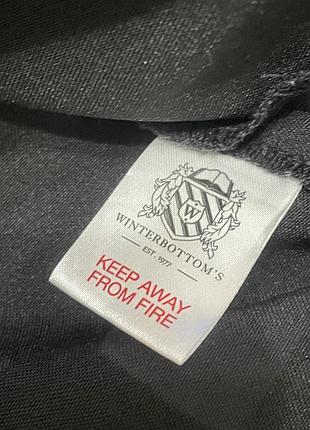 W
WINTERBOTTOM'S
EST. 1977
KEEP AWAY
FROM FIRE